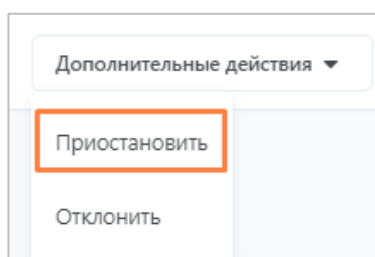 Дополнительные действия
Приостановить
Отклонить